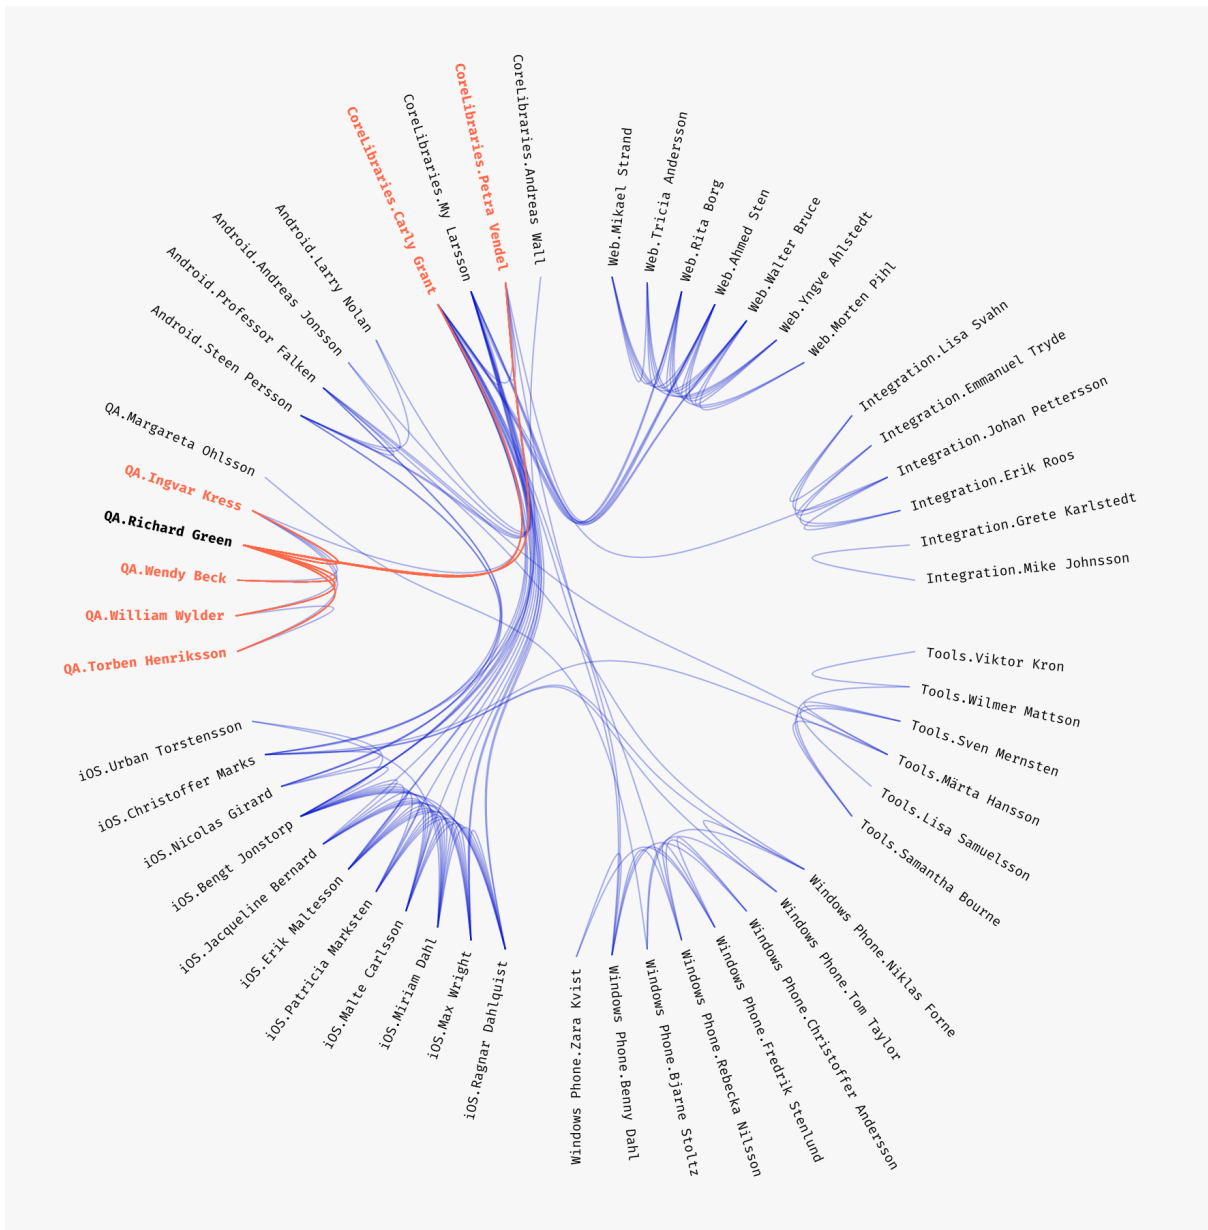 CoreLibraries.Andreas Wall
CoreLibraries.Petra Vendel
CoreLibraries.My Larsson
CoreLibraries.Carly Grant
Android.Larry Nolan
Android.Andreas Jonsson
Android.Professor Falken
Android.Steen Persson
QA.Margareta Ohlsson
QA.Ingvar Kress
QA.Richard Green
QA.Wendy Beck
QA.William Wylder
QA.Torben Henriksson
iOS.Urban Torstensson
iOS.Christoffer Marks
iOS.Nicolas Girard
iOS.Bengt Jonstorp
iOS.Jacqueline Bernard
iOS.Erik Maltesson
iOS.Patricia Marksten
iOS.Malte Carlsson
iOS.Miriam Dahl
iOS.Max Wright
iOS.Ragnar Dahlquist
Windows Phone.Zara Kvist
Windows Phone.Benny Dahl
Windows Phone.Bjarne Stoltz
Windows Phone.Rebecka Nilsson
Windows Phone.Fredrik Stenlund
Windows Phone.Christoffer Andersson
Windows Phone.Tom Taylor
Windows Phone.Niklas Forne
Tools.Samantha Bourne
Tools.Lisa Samuelsson
Tools.Märta Hansson
Tools.Sven Mernsten
Tools.Wilmer Mattson
Tools.Viktor Kron
Integration.Mike Johnsson
Integration.Grete Karlstedt
Integration.Erik Roos
Integration.Johan Pettersson
Integration.Emmanuel Tryde
Integration.Lisa Svahn
Web.Morten Pihl
Web.Yngve Ahlstedt
Web.Walter Bruce
Web.Ahmed Sten
Web.Rita Borg
Web.Tricia Andersson
Web.Mikael Strand